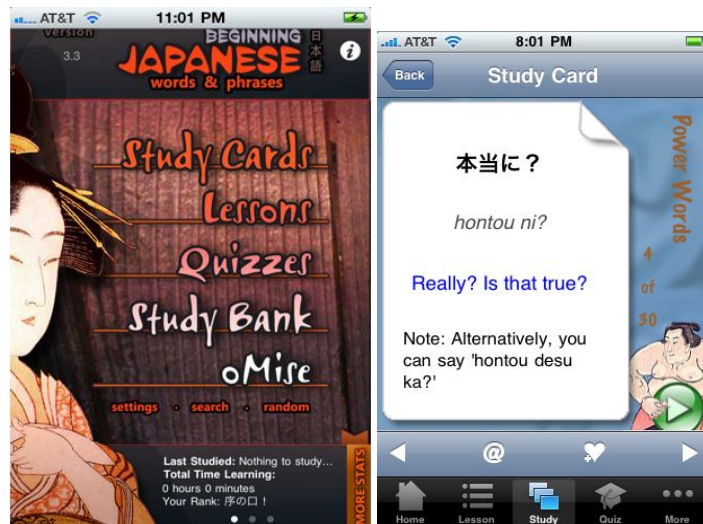 AT&T 11:01 PM
Version
3.3
BEGINNING
JAPANESE
words & phrases
日本語
i
Study Cards
Lessons
Quizzes
Study Bank
oMise
settings • search • random
Last Studied: Nothing to study...
Total Time Learning:
0 hours 0 minutes
Your Rank: 序の口！
MORE STATS
AT&T 8:01 PM
Back
Study Card
本当に？
hontou ni?
Really? Is that true?
Note: Alternatively, you
can say 'hontou desu
ka?'
Power Words
4
of
30
@
Home Lesson Study Quiz More